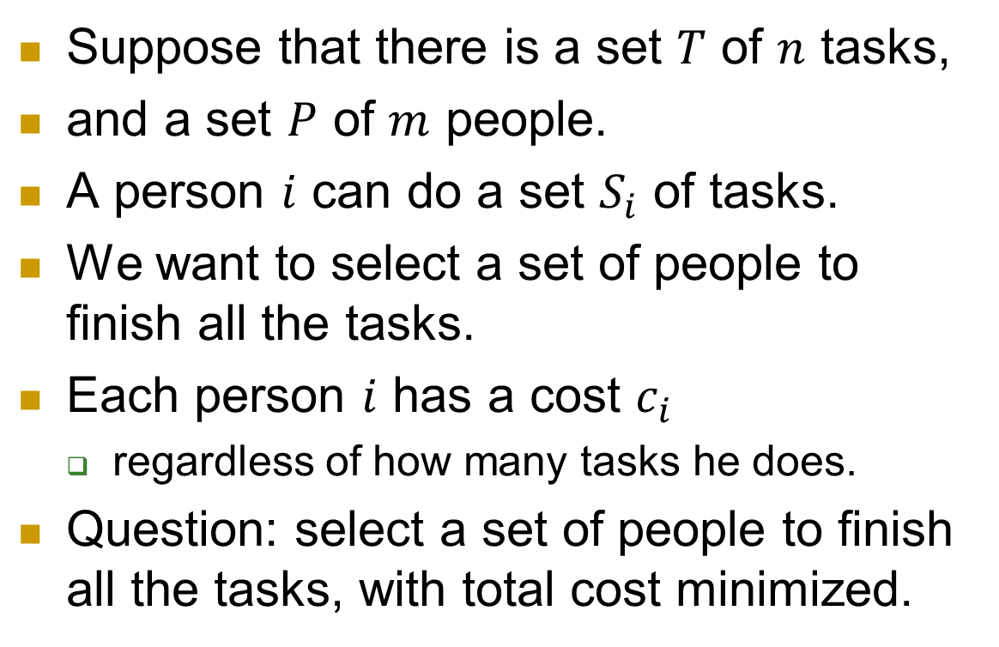 Suppose that there is a set T of n tasks,
and a set P of m people.
A person i can do a set Sᵢ of tasks.
We want to select a set of people to
finish all the tasks.
Each person i has a cost cᵢ
regardless of how many tasks he does.
Question: select a set of people to finish
all the tasks, with total cost minimized.